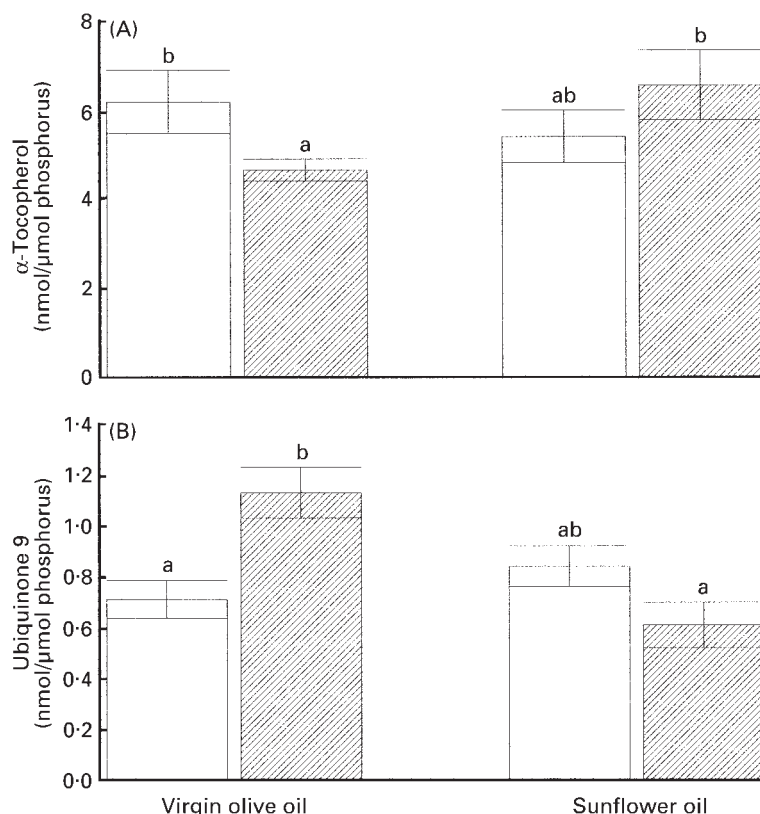 (A)
8
6
4
2
0
α-Tocopherol
(nmol/μmol phosphorus)
b
a
ab
b
(B)
1·4
1·2
1·0
0·8
0·6
0·4
0·2
0·0
Ubiquinone 9
(nmol/μmol phosphorus)
a
b
ab
a
Virgin olive oil
Sunflower oil